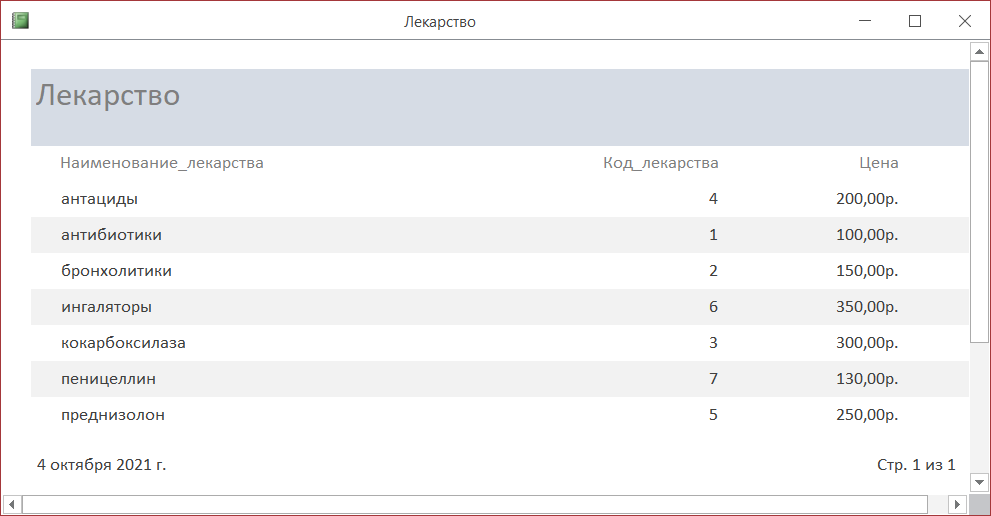 Лекарство
Лекарство
Наименование_лекарства Код_лекарства Цена
антациды 4 200,00р.
антибиотики 1 100,00р.
бронхолитики 2 150,00р.
ингаляторы 6 350,00р.
кокарбоксилаза 3 300,00р.
пеницеллин 7 130,00р.
преднизолон 5 250,00р.
4 октября 2021 г. Стр. 1 из 1